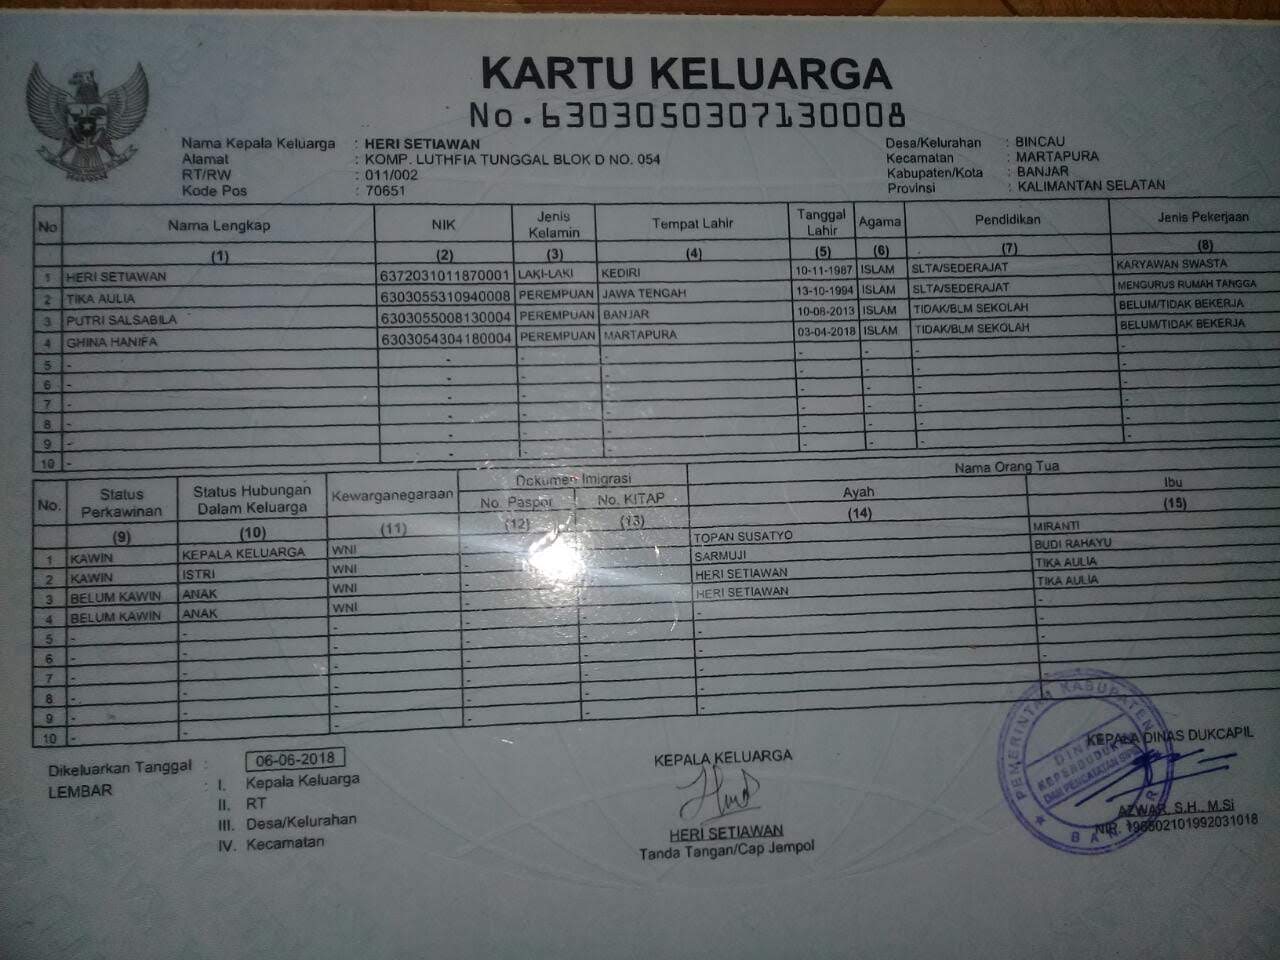 KARTU KELUARGA
No.6303050307130008
Nama Kepala Keluarga : HERI SETIAWAN
Alamat : KOMP. LUTHFIA TUNGGAL BLOK D NO. 054
RT/RW : 011/002
Kode Pos : 70651
Desa/Kelurahan : BINCAU
Kecamatan : MARTAPURA
Kabupaten/Kota : BANJAR
Provinsi : KALIMANTAN SELATAN
No Nama Lengkap NIK Jenis Kelamin Tempat Lahir Tanggal Lahir Agama Pendidikan Jenis Pekerjaan
(1) (2) (3) (4) (5) (6) (7) (8)
1 HERI SETIAWAN 6372031011870001 LAKI-LAKI KEDIRI 10-11-1987 ISLAM SLTA/SEDERAJAT KARYAWAN SWASTA
2 TIKA AULIA 6303055310940008 PEREMPUAN JAWA TENGAH 13-10-1994 ISLAM SLTA/SEDERAJAT MENGURUS RUMAH TANGGA
3 PUTRI SALSABILA 6303055008130004 PEREMPUAN BANJAR 10-08-2013 ISLAM TIDAK/BLM SEKOLAH BELUM/TIDAK BEKERJA
4 GHINA HANIFA 6303054304180004 PEREMPUAN MARTAPURA 03-04-2018 ISLAM TIDAK/BLM SEKOLAH BELUM/TIDAK BEKERJA
5 - - - - - - - -
6 - - - - - - - -
7 - - - - - - - -
8 - - - - - - - -
9 - - - - - - - -
10 - - - - - - - -
No. Status Perkawinan Status Hubungan Dalam Keluarga Kewarganegaraan Dokumen Imigrasi Nama Orang Tua
No. Paspor No. KITAP Ayah Ibu
(9) (10) (11) (12) (13) (14) (15)
1 KAWIN KEPALA KELUARGA WNI - - TOPAN SUSATYO MIRANTI
2 KAWIN ISTRI WNI - - SARMUJI BUDI RAHAYU
3 BELUM KAWIN ANAK WNI - - HERI SETIAWAN TIKA AULIA
4 BELUM KAWIN ANAK WNI - - HERI SETIAWAN TIKA AULIA
5 - - - - - - -
6 - - - - - - -
7 - - - - - - -
8 - - - - - - -
9 - - - - - - -
10 - - - - - - -
Dikeluarkan Tanggal : 06-06-2018
LEMBAR : I. Kepala Keluarga
II. RT
III. Desa/Kelurahan
IV. Kecamatan
KEPALA KELUARGA
HERI SETIAWAN
Tanda Tangan/Cap Jempol
KEPALA DINAS DUKCAPIL
AZWAR, S.H., M.Si
NIP.
PEMERINTAH KABUPATEN
DINAS
KEPENDUDUKAN
DAN PENCATATAN SIPIL
BANJAR